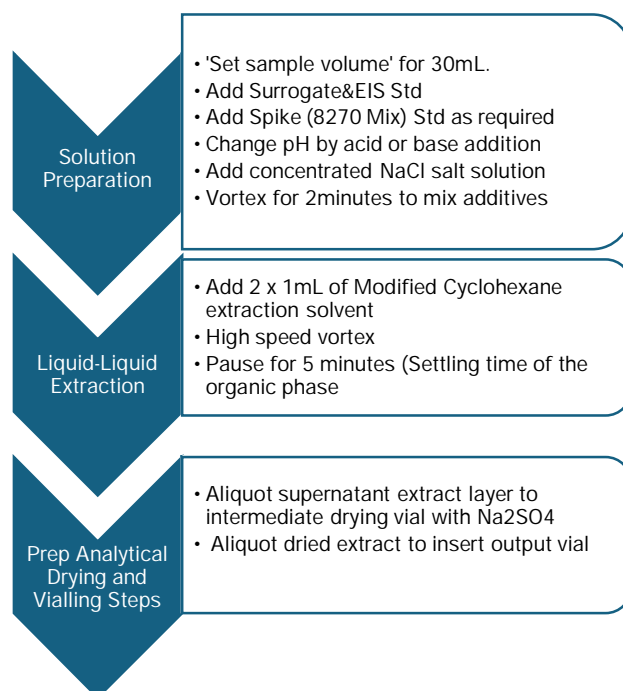 Solution
Preparation
• 'Set sample volume' for 30mL.
• Add Surrogate&EIS Std
• Add Spike (8270 Mix) Std as required
• Change pH by acid or base addition
• Add concentrated NaCl salt solution
• Vortex for 2minutes to mix additives
Liquid-Liquid
Extraction
• Add 2 x 1mL of Modified Cyclohexane
extraction solvent
• High speed vortex
• Pause for 5 minutes (Settling time of the
organic phase
Prep Analytical
Drying and
Vialling Steps
• Aliquot supernatant extract layer to
intermediate drying vial with Na2SO4
• Aliquot dried extract to insert output vial